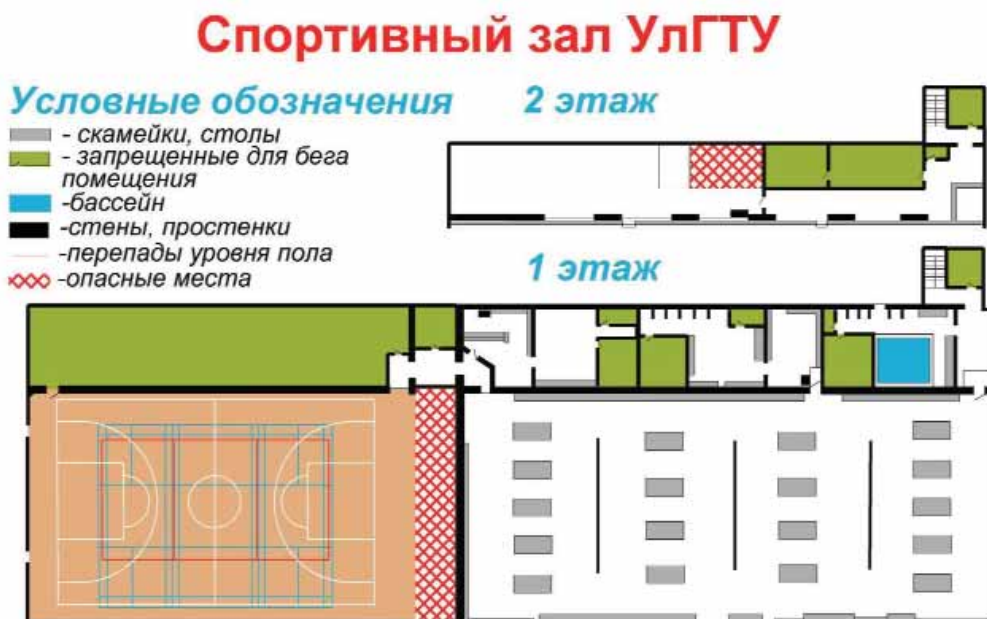 Спортивный зал УлГТУ
Условные обозначения
2 этаж
- скамейки, столы
- запрещенные для бега
помещения
-бассейн
-стены, простенки
-перепады уровня пола
-опасные места
1 этаж